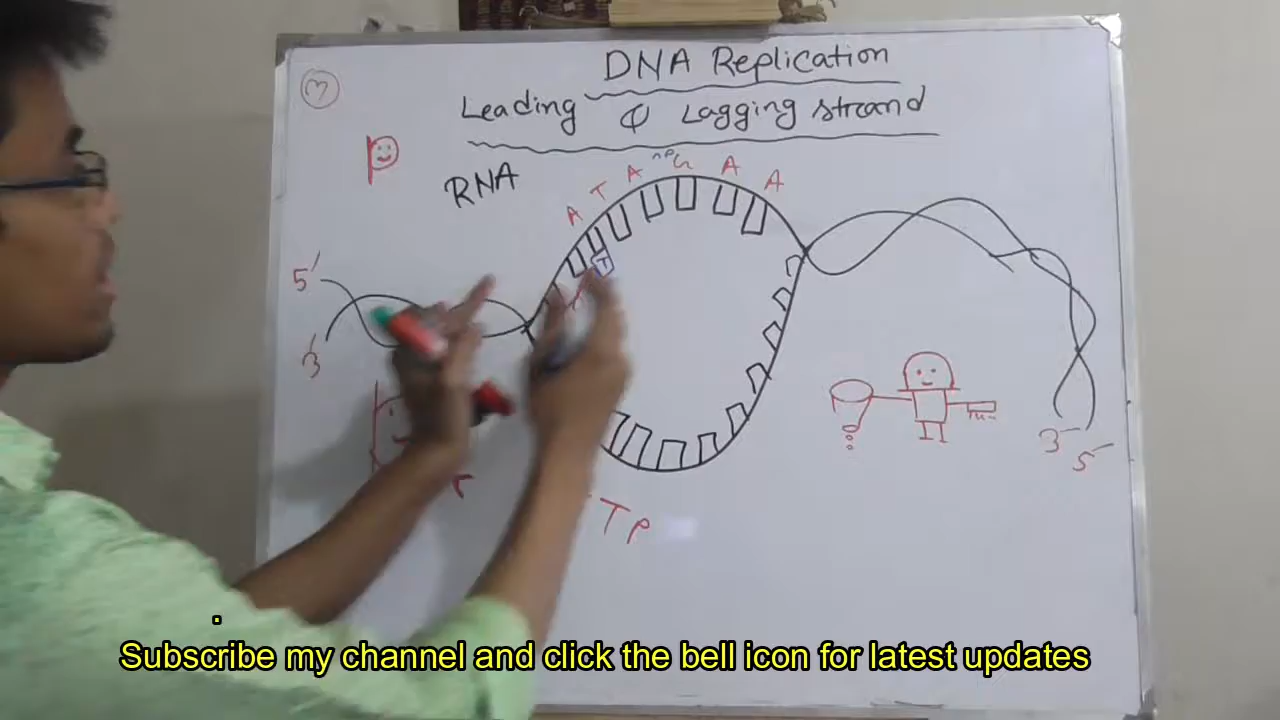 DNA Replication
Leading & Lagging strand
RNA
A T A G A A
5'
3'
T
3'
5'
TP
.
Subscribe my channel and click the bell icon for latest updates